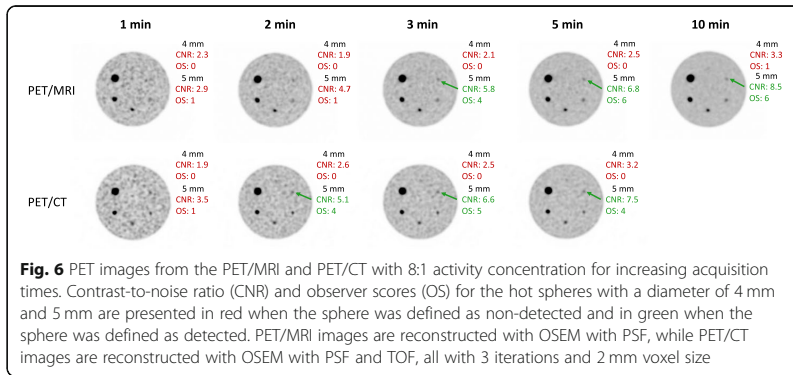 1 min 2 min 3 min 5 min 10 min
PET/MRI
4 mm
CNR: 2.3
OS: 0
5 mm
CNR: 2.9
OS: 1
4 mm
CNR: 1.9
OS: 0
5 mm
CNR: 4.7
OS: 1
4 mm
CNR: 2.1
OS: 0
5 mm
CNR: 5.8
OS: 4
4 mm
CNR: 2.5
OS: 0
5 mm
CNR: 6.8
OS: 6
4 mm
CNR: 3.3
OS: 1
5 mm
CNR: 8.5
OS: 6
PET/CT
4 mm
CNR: 1.9
OS: 0
5 mm
CNR: 3.5
OS: 1
4 mm
CNR: 2.6
OS: 0
5 mm
CNR: 5.1
OS: 4
4 mm
CNR: 2.5
OS: 0
5 mm
CNR: 6.6
OS: 5
4 mm
CNR: 3.2
OS: 0
5 mm
CNR: 7.5
OS: 4
Fig. 6 PET images from the PET/MRI and PET/CT with 8:1 activity concentration for increasing acquisition
times. Contrast-to-noise ratio (CNR) and observer scores (OS) for the hot spheres with a diameter of 4 mm
and 5 mm are presented in red when the sphere was defined as non-detected and in green when the
sphere was defined as detected. PET/MRI images are reconstructed with OSEM with PSF, while PET/CT
images are reconstructed with OSEM with PSF and TOF, all with 3 iterations and 2 mm voxel size